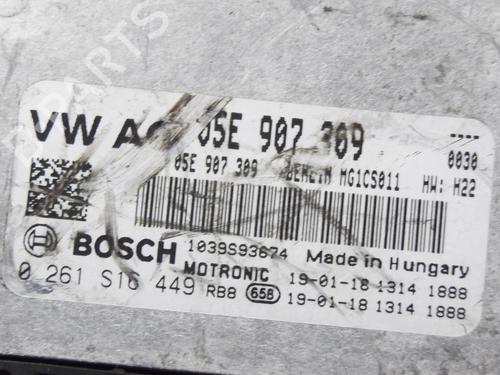 VW AG 05E 907 309 ----
05E 907 309 MG1CS011 0030
HW: H22
BOSCH 1039S93674 Made in Hungary
MOTRONIC 19-01-18 1314 1888
0 261 S16 449 RB8 658 19-01-18 1314 1888
B-PARTS